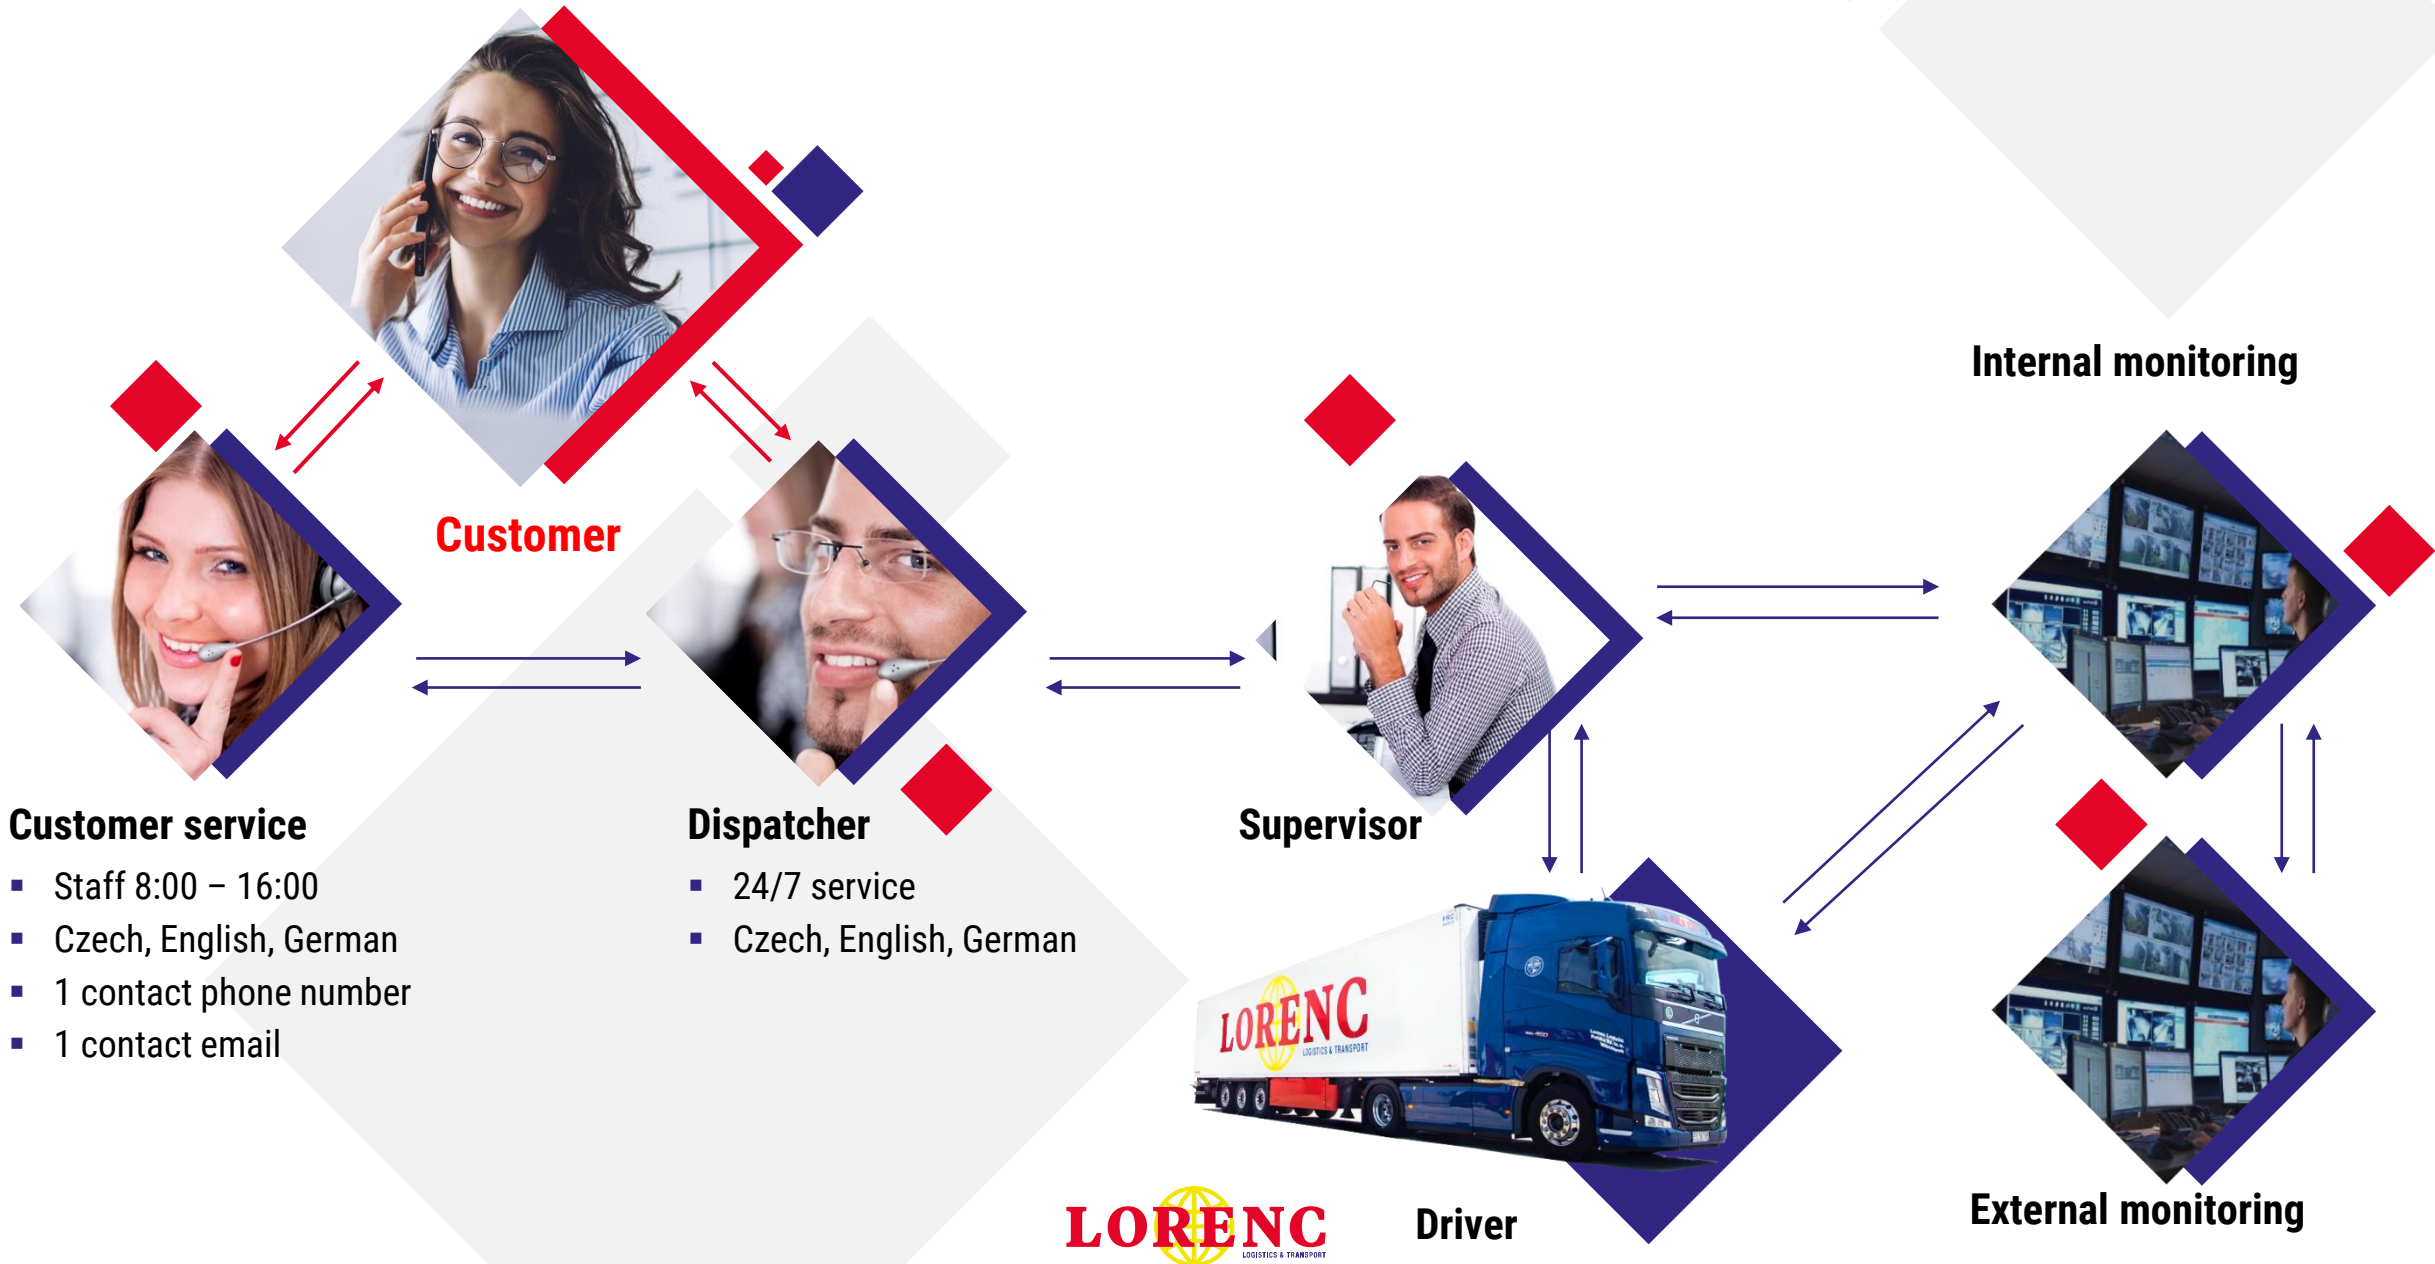 Internal monitoring
Customer
Customer service
▪ Staff 8:00 – 16:00
▪ Czech, English, German
▪ 1 contact phone number
▪ 1 contact email
Dispatcher
▪ 24/7 service
▪ Czech, English, German
Supervisor
LORENC
LOGISTICS & TRANSPORT
Driver
External monitoring
LORENC
LOGISTICS & TRANSPORT